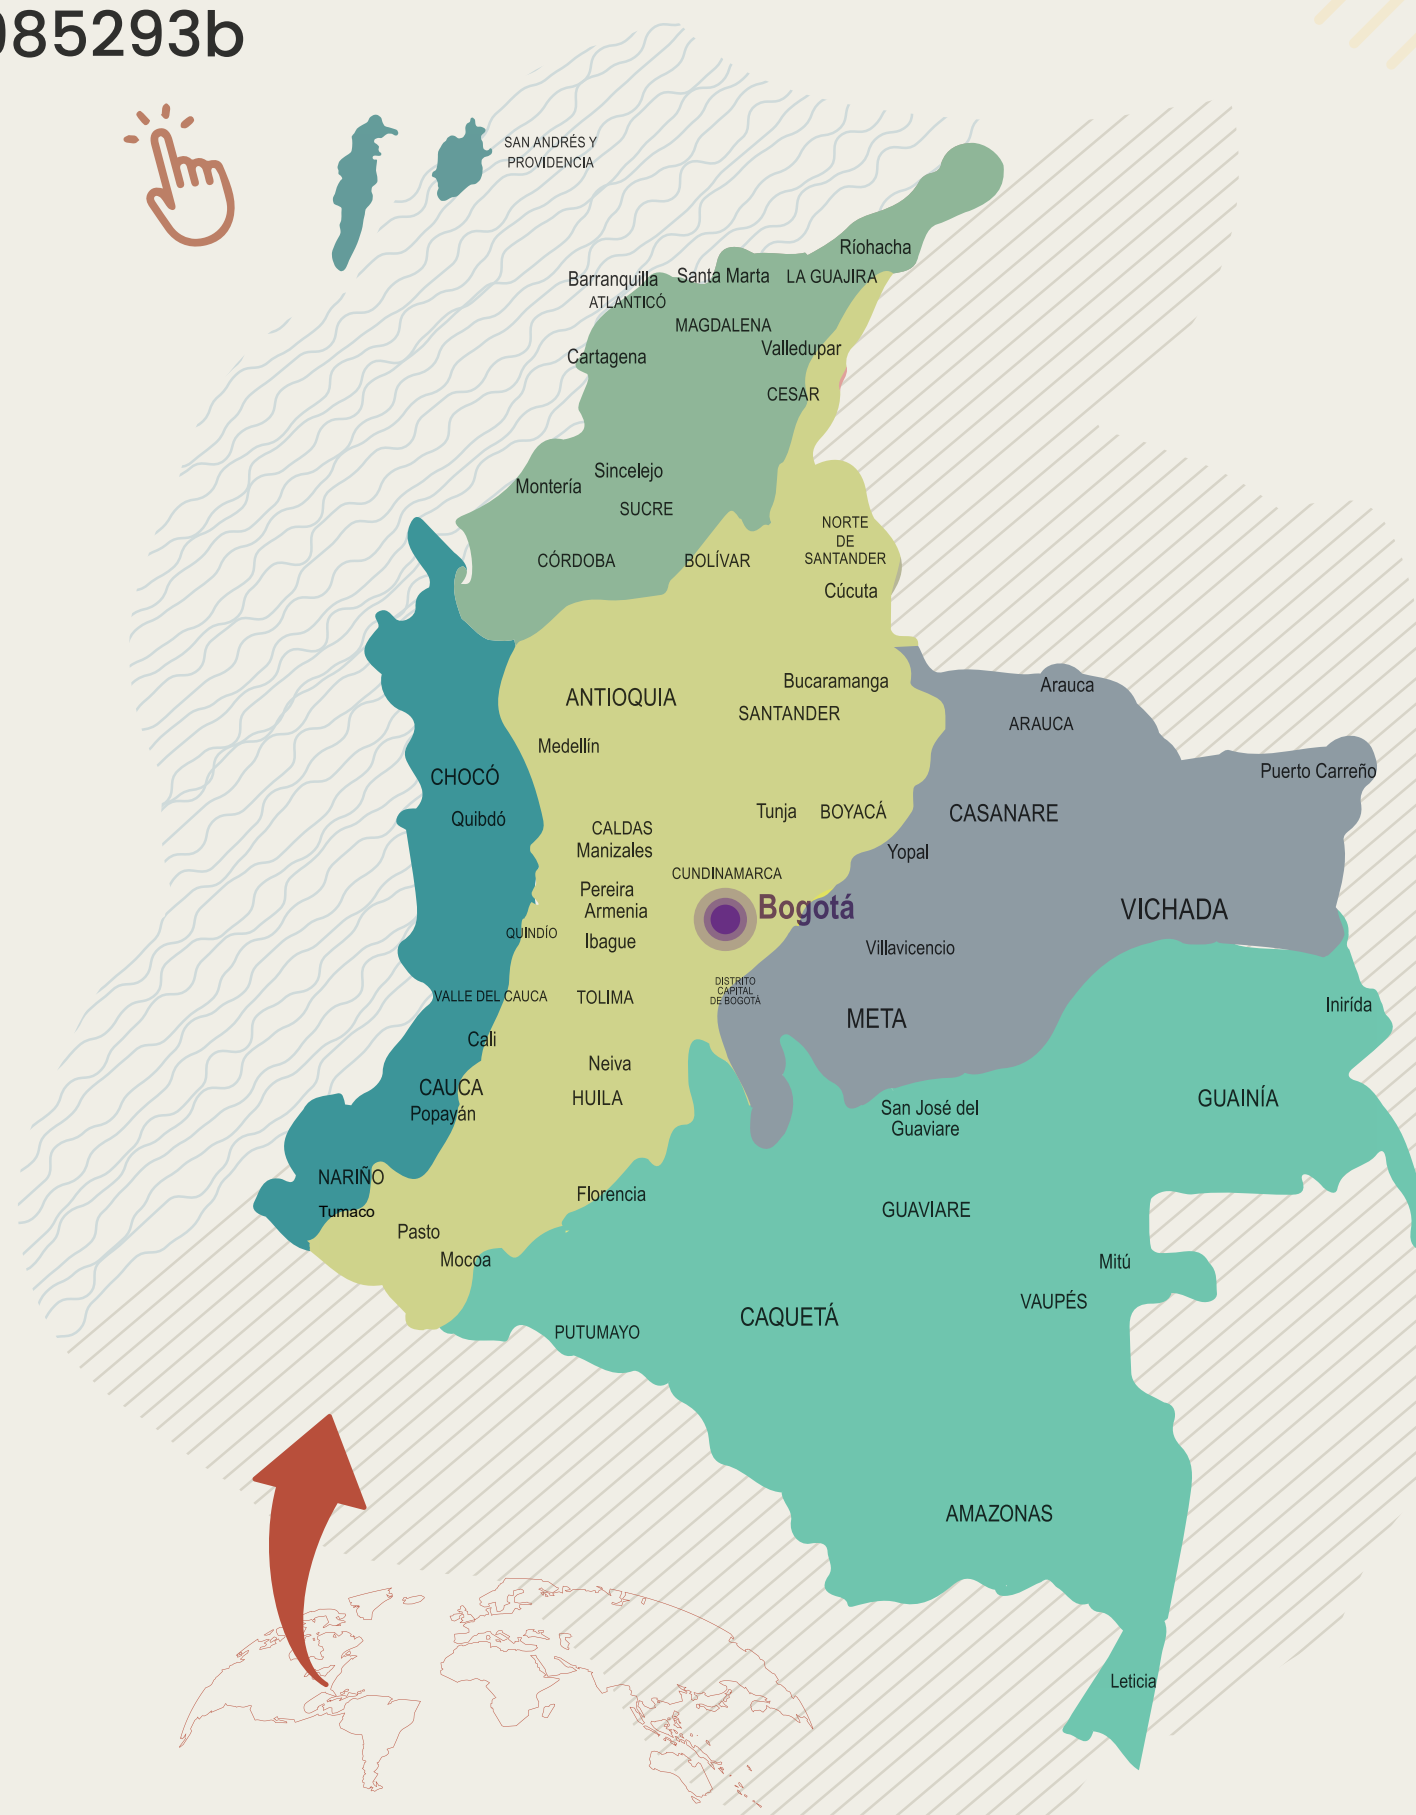 085293b
SAN ANDRÉS Y
PROVIDENCIA
Ríohacha
Barranquilla
Santa Marta
LA GUAJIRA
ATLANTICÓ
MAGDALENA
Valledupar
Cartagena
CESAR
Sincelejo
Montería
SUCRE
NORTE
DE
SANTANDER
CÓRDOBA
BOLÍVAR
Cúcuta
Bucaramanga
Arauca
ANTIOQUIA
SANTANDER
ARAUCA
Medellín
CHOCÓ
Puerto Carreño
Quibdó
Tunja
BOYACÁ
CASANARE
CALDAS
Manizales
Yopal
CUNDINAMARCA
Pereira
Armenia
Bogotá
VICHADA
QUINDÍO
Ibague
Villavicencio
DISTRITO
CAPITAL
DE BOGOTÁ
VALLE DEL CAUCA
TOLIMA
Inirída
META
Cali
Neiva
CAUCA
HUILA
GUAINÍA
Popayán
San José del
Guaviare
NARIÑO
Florencia
Tumaco
GUAVIARE
Pasto
Mocoa
Mitú
VAUPÉS
CAQUETÁ
PUTUMAYO
AMAZONAS
Leticia